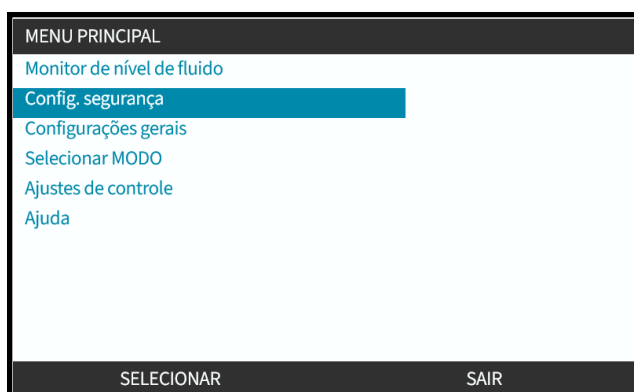 MENU PRINCIPAL
Monitor de nível de fluido
Config. segurança
Configurações gerais
Selecionar MODO
Ajustes de controle
Ajuda
SELECIONAR SAIR